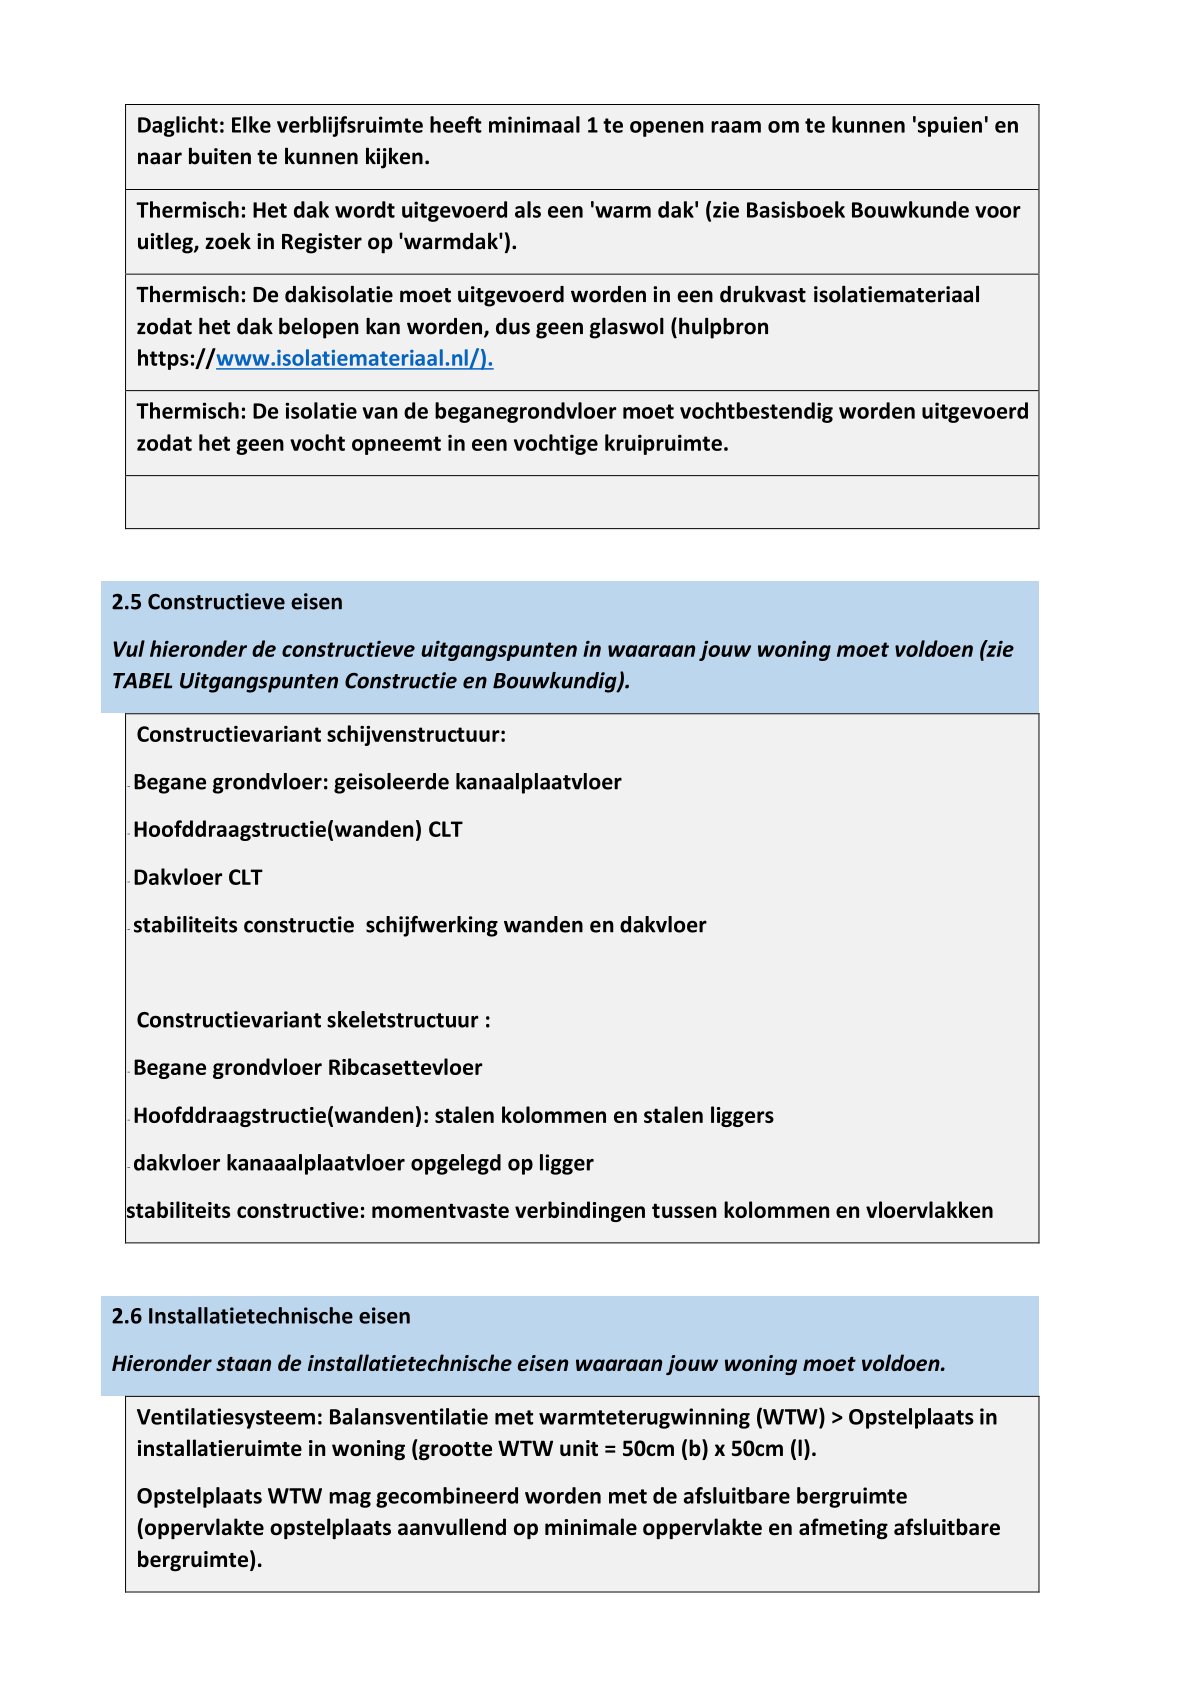 Daglicht: Elke verblijfsruimte heeft minimaal 1 te openen raam om te kunnen 'spuien' en
naar buiten te kunnen kijken.
Thermisch: Het dak wordt uitgevoerd als een 'warm dak' (zie Basisboek Bouwkunde voor
uitleg, zoek in Register op 'warmdak').
Thermisch: De dakisolatie moet uitgevoerd worden in een drukvast isolatiemateriaal
zodat het dak belopen kan worden, dus geen glaswol (hulpbron
https://www.isolatiemateriaal.nl/).
Thermisch: De isolatie van de beganegrondvloer moet vochtbestendig worden uitgevoerd
zodat het geen vocht opneemt in een vochtige kruipruimte.
2.5 Constructieve eisen
Vul hieronder de constructieve uitgangspunten in waaraan jouw woning moet voldoen (zie
TABEL Uitgangspunten Constructie en Bouwkundig).
Constructievariant schijvenstructuur:
- Begane grondvloer: geisoleerde kanaalplaatvloer
- Hoofddraagstructie(wanden) CLT
- Dakvloer CLT
- stabiliteits constructie  schijfwerking wanden en dakvloer
Constructievariant skeletstructuur :
- Begane grondvloer Ribcasettevloer
- Hoofddraagstructie(wanden): stalen kolommen en stalen liggers
- dakvloer kanaaalplaatvloer opgelegd op ligger
stabiliteits constructive: momentvaste verbindingen tussen kolommen en vloervlakken
2.6 Installatietechnische eisen
Hieronder staan de installatietechnische eisen waaraan jouw woning moet voldoen.
Ventilatiesysteem: Balansventilatie met warmteterugwinning (WTW) > Opstelplaats in
installatieruimte in woning (grootte WTW unit = 50cm (b) x 50cm (l).
Opstelplaats WTW mag gecombineerd worden met de afsluitbare bergruimte
(oppervlakte opstelplaats aanvullend op minimale oppervlakte en afmeting afsluitbare
bergruimte).